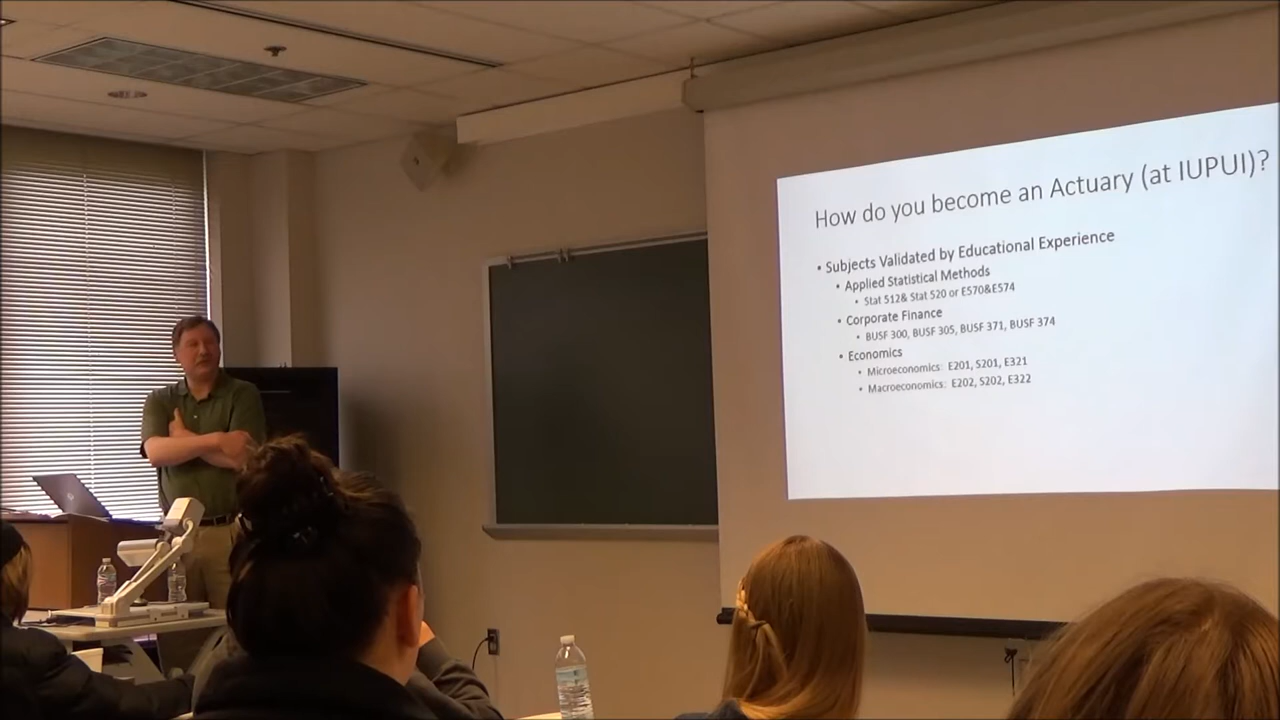 How do you become an Actuary (at IUPUI)?
• Subjects Validated by Educational Experience
• Applied Statistical Methods
• Stat 512& Stat 520 or E570&E574
• Corporate Finance
• BUSF 300, BUSF 305, BUSF 371, BUSF 374
• Economics
• Microeconomics: E201, S201, E321
• Macroeconomics: E202, S202, E322